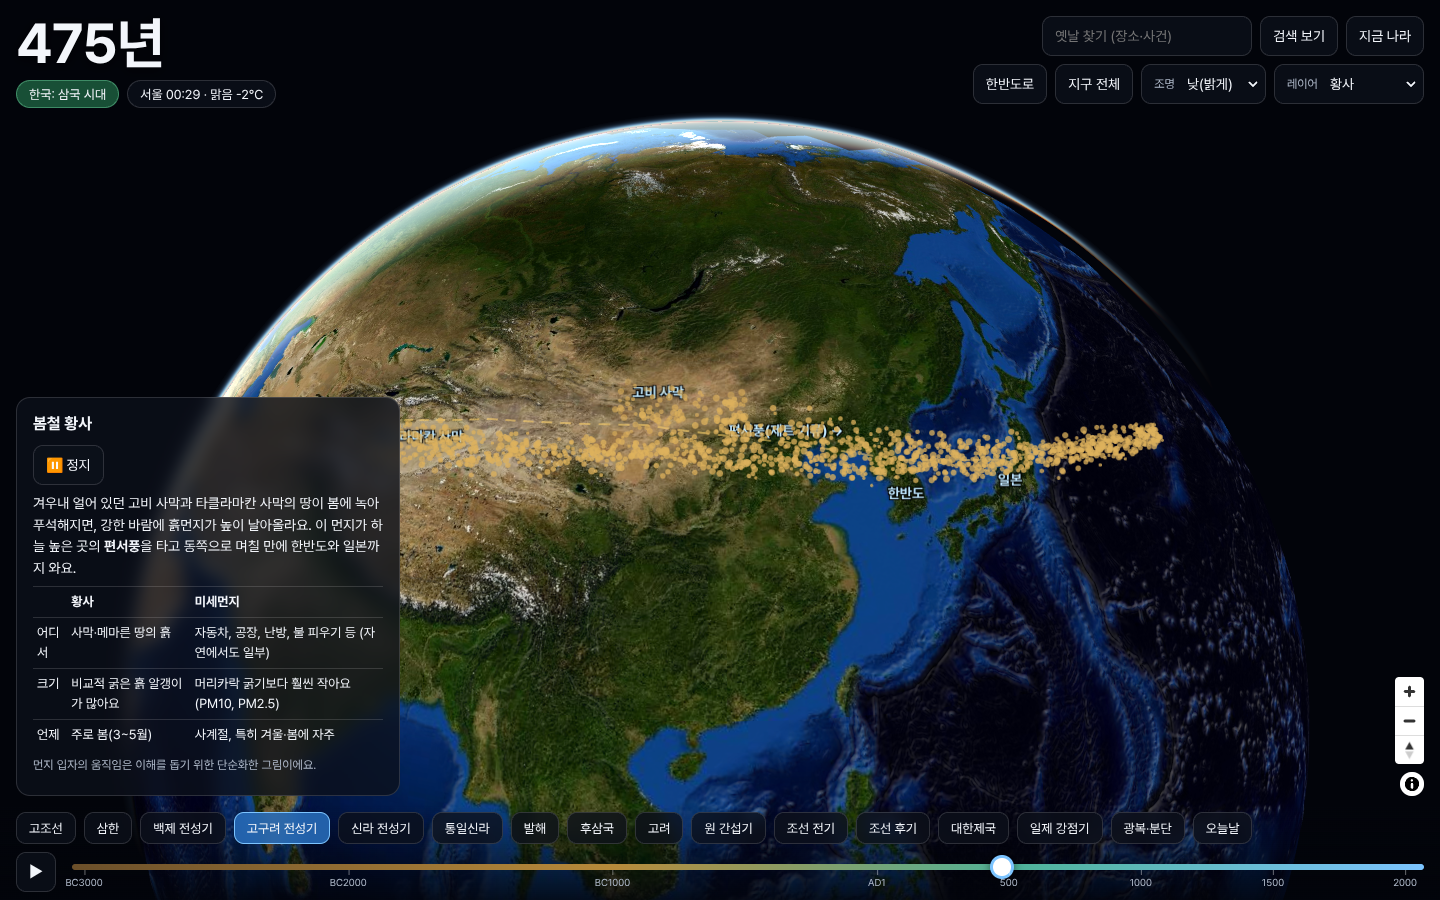 475년
한국: 삼국 시대
서울 00:29 · 맑음 -2°C
옛날 찾기 (장소·사건)
검색 보기
지금 나라
한반도로
지구 전체
조명 낮(밝게)
레이어 황사
고비 사막
라마칸 사막
편서풍(제트 기류) →
한반도
일본
봄철 황사
⏸ 정지
겨우내 얼어 있던 고비 사막과 타클라마칸 사막의 땅이 봄에 녹아
푸석해지면, 강한 바람에 흙먼지가 높이 날아올라요. 이 먼지가 하
늘 높은 곳의 편서풍을 타고 동쪽으로 며칠 만에 한반도와 일본까
지 와요.
황사 미세먼지
어디서 사막·메마른 땅의 흙 자동차, 공장, 난방, 불 피우기 등 (자
연에서도 일부)
크기 비교적 굵은 흙 알갱이
가 많아요 머리카락 굵기보다 훨씬 작아요
(PM10, PM2.5)
언제 주로 봄(3~5월) 사계절, 특히 겨울·봄에 자주
먼지 입자의 움직임은 이해를 돕기 위한 단순화한 그림이에요.
고조선
삼한
백제 전성기
고구려 전성기
신라 전성기
통일신라
발해
후삼국
고려
원 간섭기
조선 전기
조선 후기
대한제국
일제 강점기
광복·분단
오늘날
BC3000
BC2000
BC1000
AD1
500
1000
1500
2000